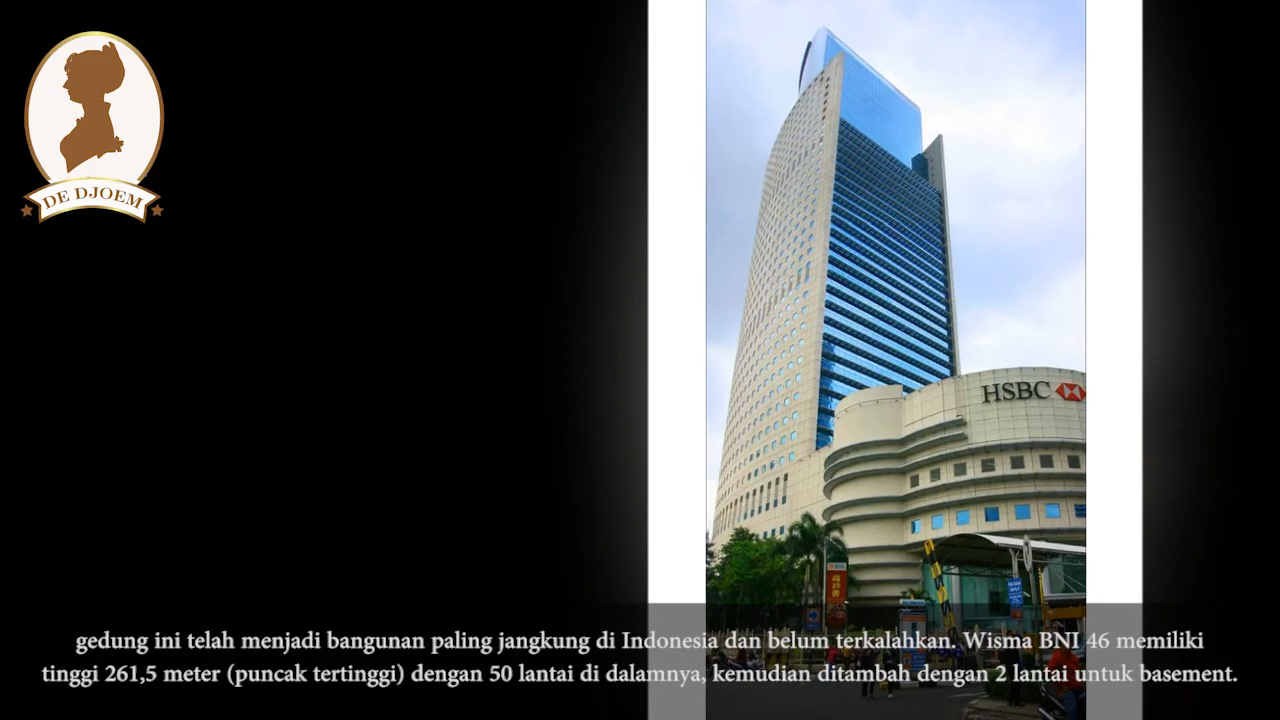 DE DJOEM
HSBC
gedung ini telah menjadi bangunan paling jangkung di Indonesia dan belum terkalahkan. Wisma BNI 46 memiliki
tinggi 261,5 meter (puncak tertinggi) dengan 50 lantai di dalamnya, kemudian ditambah dengan 2 lantai untuk basement.